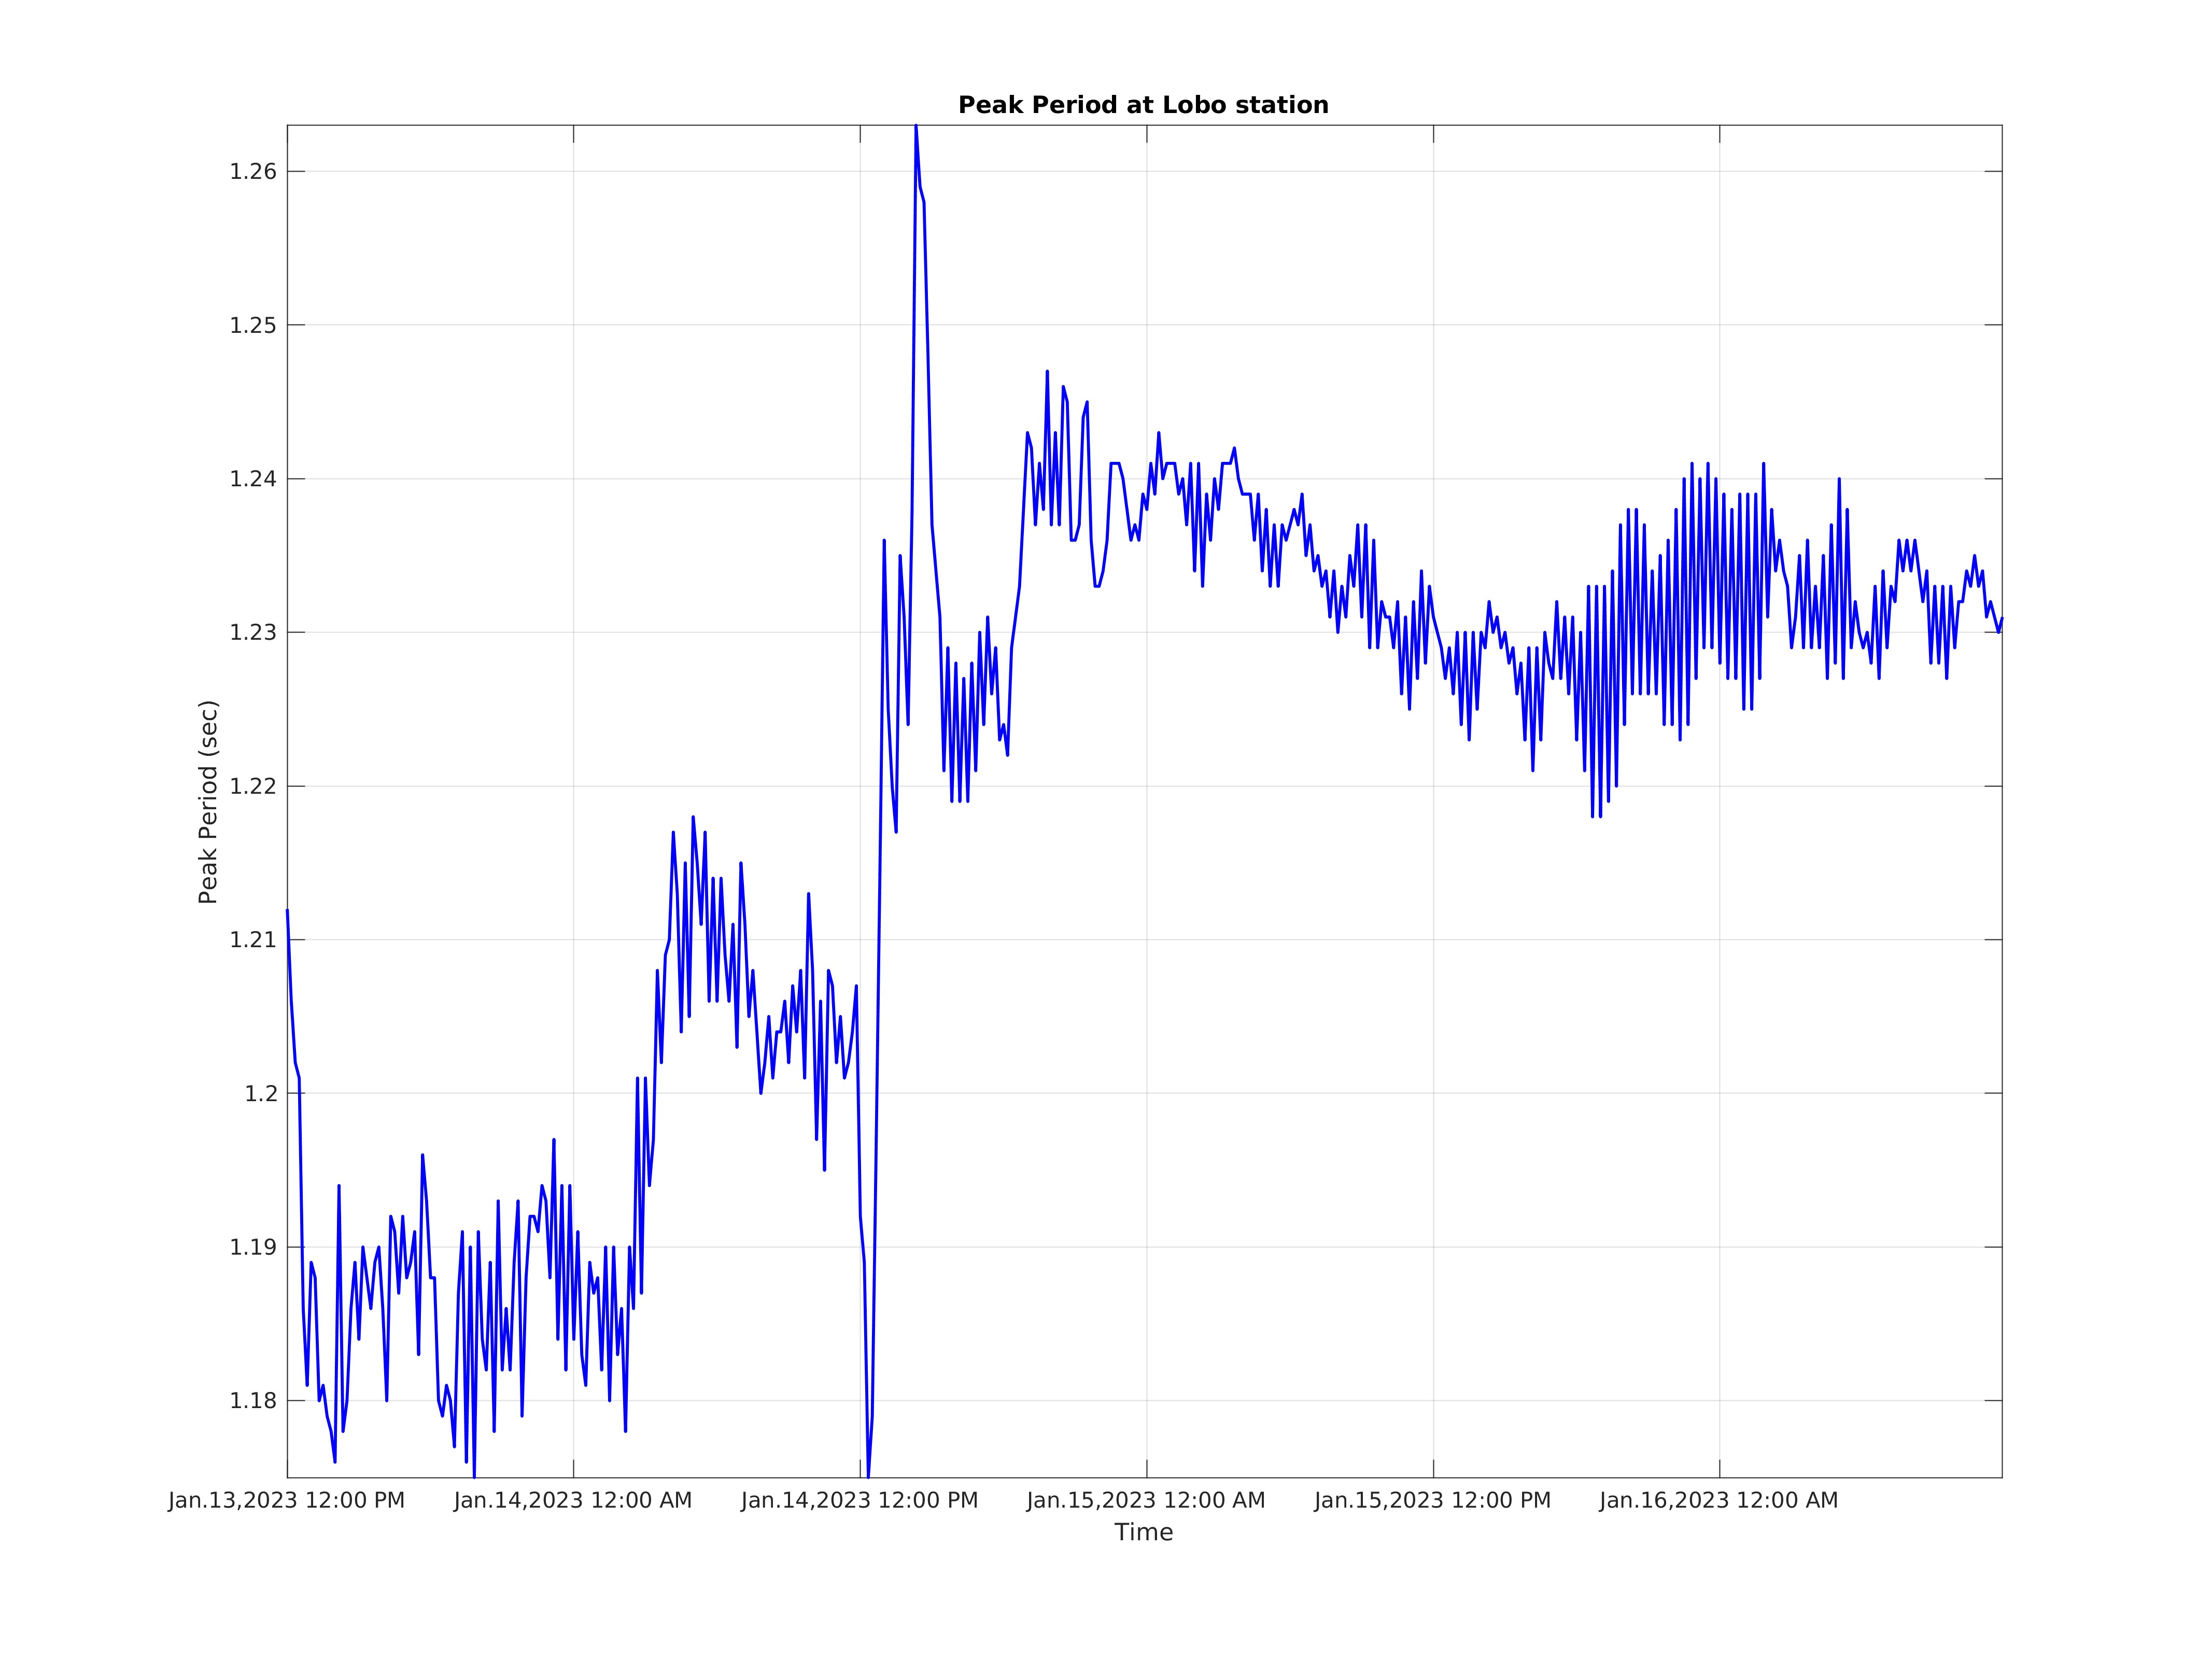 Peak Period at Lobo station
1.26
1.25
1.24
1.23
1.22
1.21
1.2
1.19
1.18
Peak Period (sec)
Jan.13,2023 12:00 PM
Jan.14,2023 12:00 AM
Jan.14,2023 12:00 PM
Jan.15,2023 12:00 AM
Jan.15,2023 12:00 PM
Jan.16,2023 12:00 AM
Time